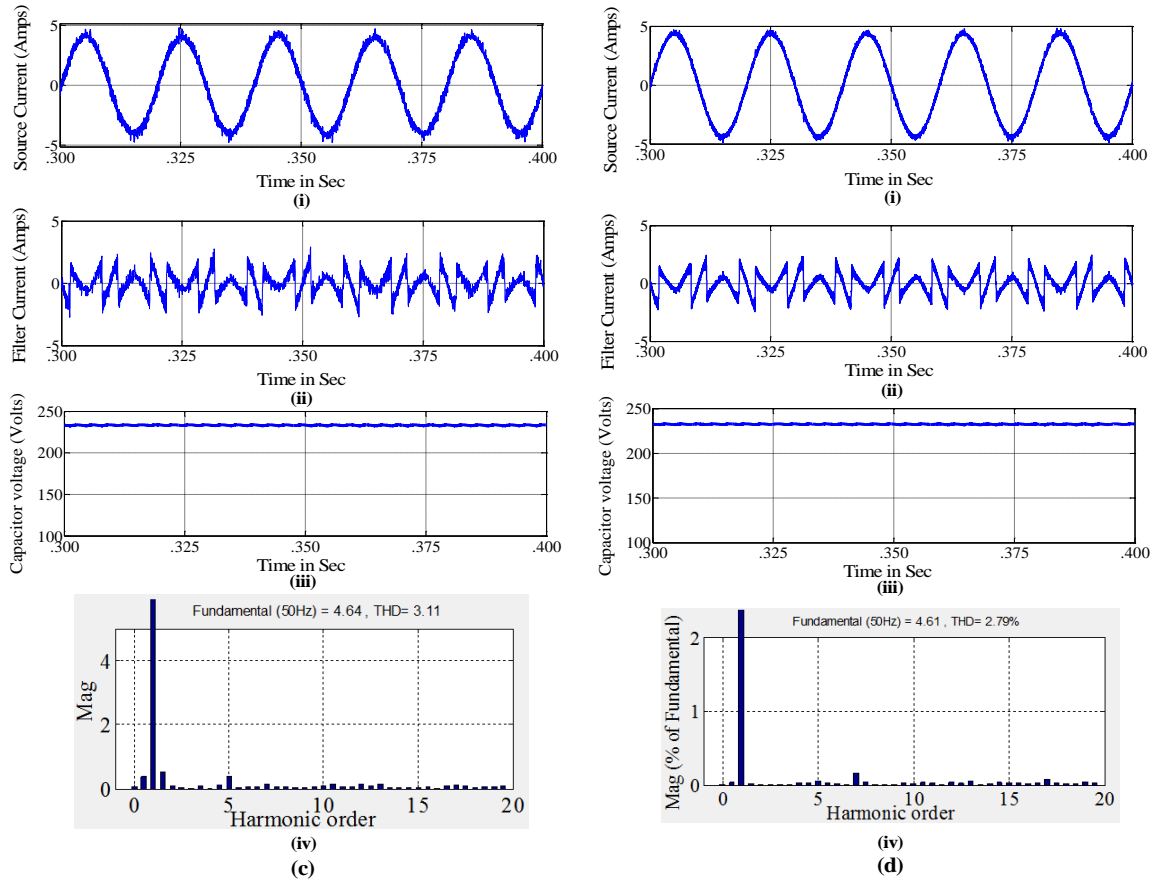 Source Current (Amps)
5
0
-5
.300
.325
.350
.375
.400
Time in Sec
(i)
Filter Current (Amps)
5
0
-5
.300
.325
.350
.375
.400
Time in Sec
(ii)
Capacitor voltage (Volts)
250
200
150
100
.300
.325
.350
.375
.400
Time in Sec
(iii)
Fundamental (50Hz) = 4.64 , THD= 3.11
Mag
4
2
0
0
5
10
15
20
Harmonic order
(iv)
(c)
Source Current (Amps)
5
0
-5
.300
.325
.350
.375
.400
Time in Sec
(i)
Filter Current (Amps)
5
0
-5
.300
.325
.350
.375
.400
Time in Sec
(ii)
Capacitor voltage (Volts)
250
200
150
100
.300
.325
.350
.375
.400
Time in Sec
(iii)
Fundamental (50Hz) = 4.61 , THD= 2.79%
Mag (% of Fundamental)
2
1
0
0
5
10
15
20
Harmonic order
(iv)
(d)